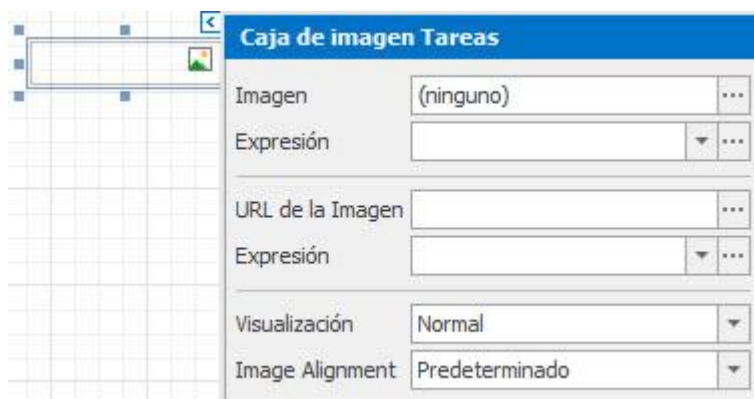 Caja de imagen Tareas
Imagen (ninguno)
Expresión
URL de la Imagen
Expresión
Visualización Normal
Image Alignment Predeterminado